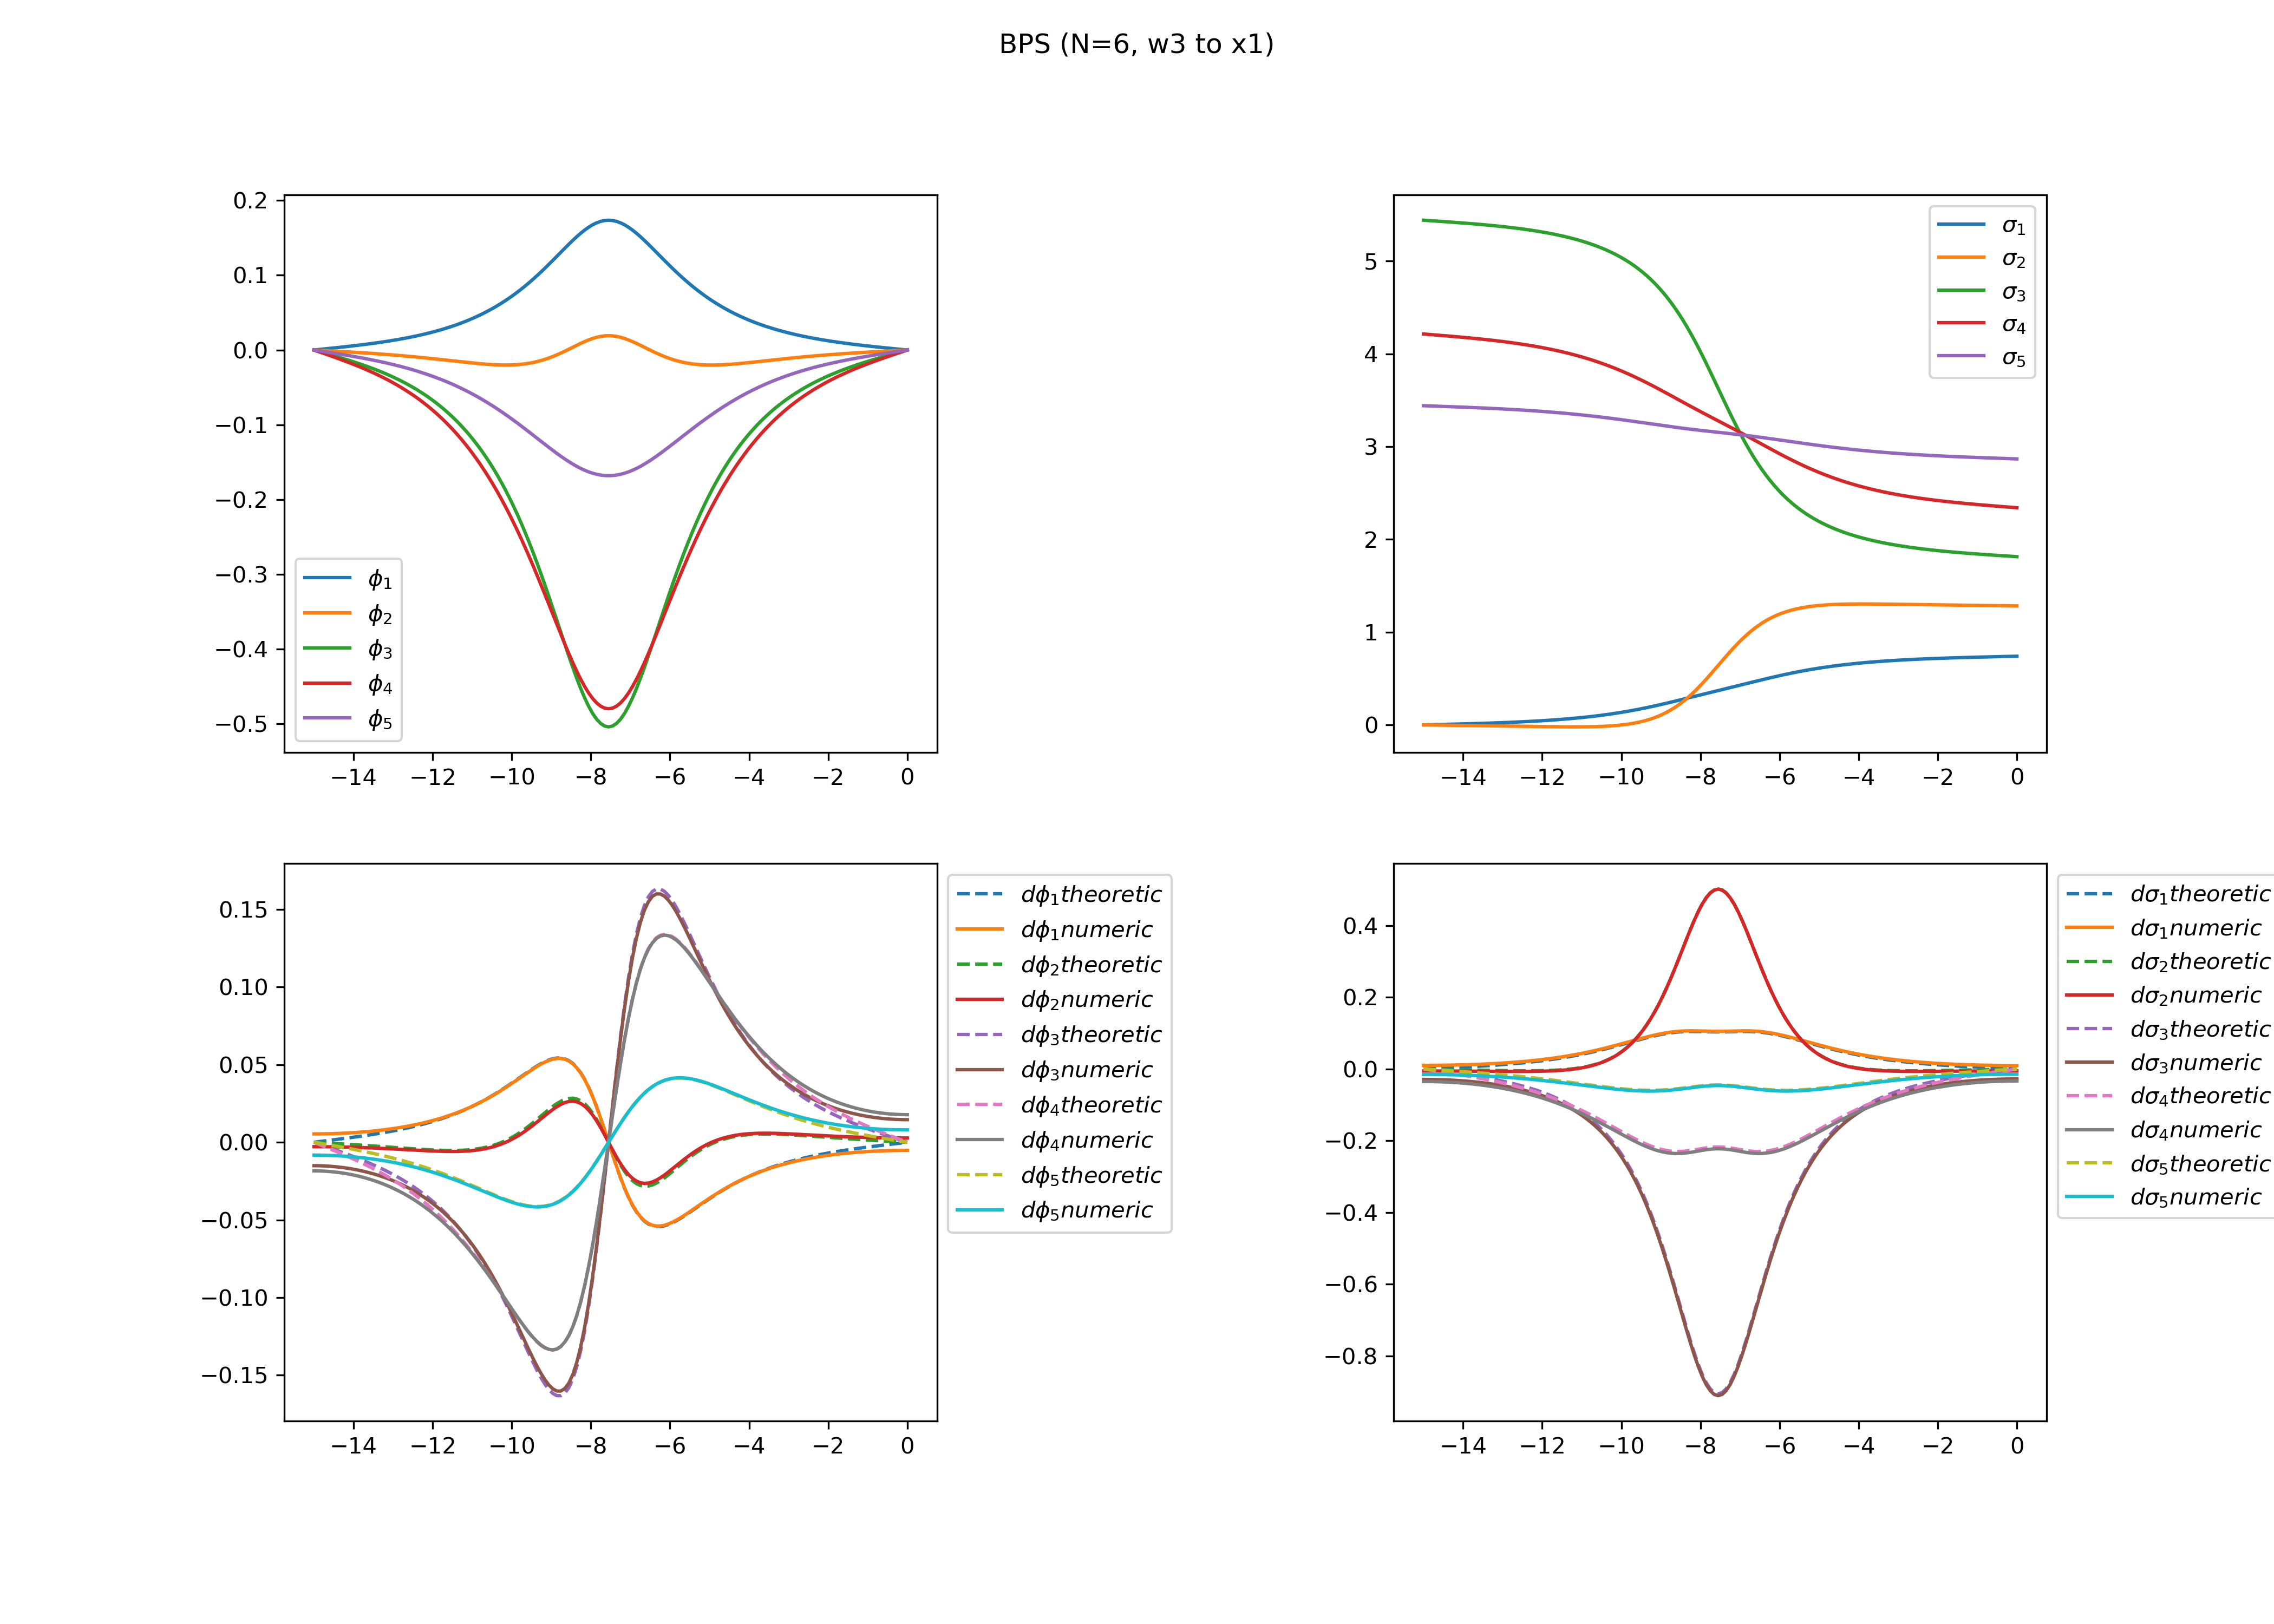 BPS (N=6, w3 to x1)
0.2
0.1
0.0
−0.1
−0.2
−0.3
−0.4
−0.5
ϕ₁
ϕ₂
ϕ₃
ϕ₄
ϕ₅
−14 −12 −10 −8 −6 −4 −2 0
5
4
3
2
1
0
σ₁
σ₂
σ₃
σ₄
σ₅
−14 −12 −10 −8 −6 −4 −2 0
0.15
0.10
0.05
0.00
−0.05
−0.10
−0.15
−14 −12 −10 −8 −6 −4 −2 0
dϕ₁theoretic
dϕ₁numeric
dϕ₂theoretic
dϕ₂numeric
dϕ₃theoretic
dϕ₃numeric
dϕ₄theoretic
dϕ₄numeric
dϕ₅theoretic
dϕ₅numeric
0.4
0.2
0.0
−0.2
−0.4
−0.6
−0.8
−14 −12 −10 −8 −6 −4 −2 0
dσ₁theoretic
dσ₁numeric
dσ₂theoretic
dσ₂numeric
dσ₃theoretic
dσ₃numeric
dσ₄theoretic
dσ₄numeric
dσ₅theoretic
dσ₅numeric